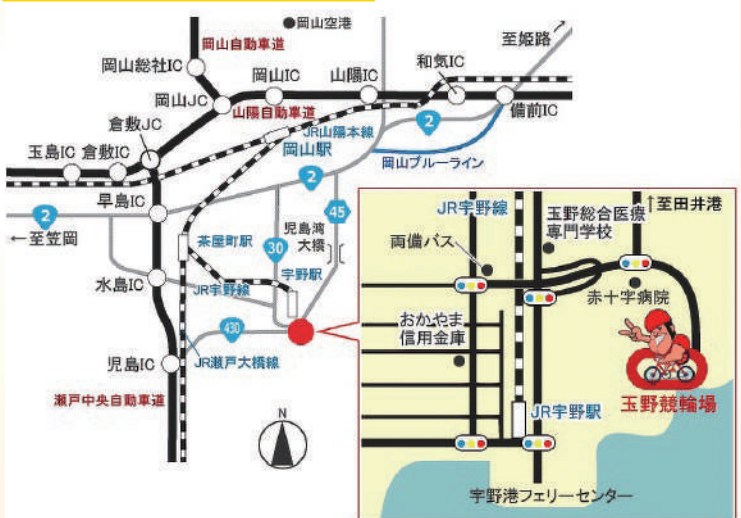 岡山空港
至姫路
岡山自動車道
和気IC
岡山総社IC
岡山IC
山陽IC
岡山JC
山陽自動車道
備前IC
倉敷JC
JR山陽本線
2
岡山駅
玉島IC
倉敷IC
岡山ブルーライン
2
早島IC
2
45
←至笠岡
児島湾
大橋
茶屋町駅
30
宇野駅
水島IC
JR宇野線
430
児島IC
JR瀬戸大橋線
瀬戸中央自動車道
N
JR宇野線
玉野総合医療
専門学校
↑至田井港
両備バス
赤十字病院
おかやま
信用金庫
玉野競輪場
JR宇野駅
宇野港フェリーセンター